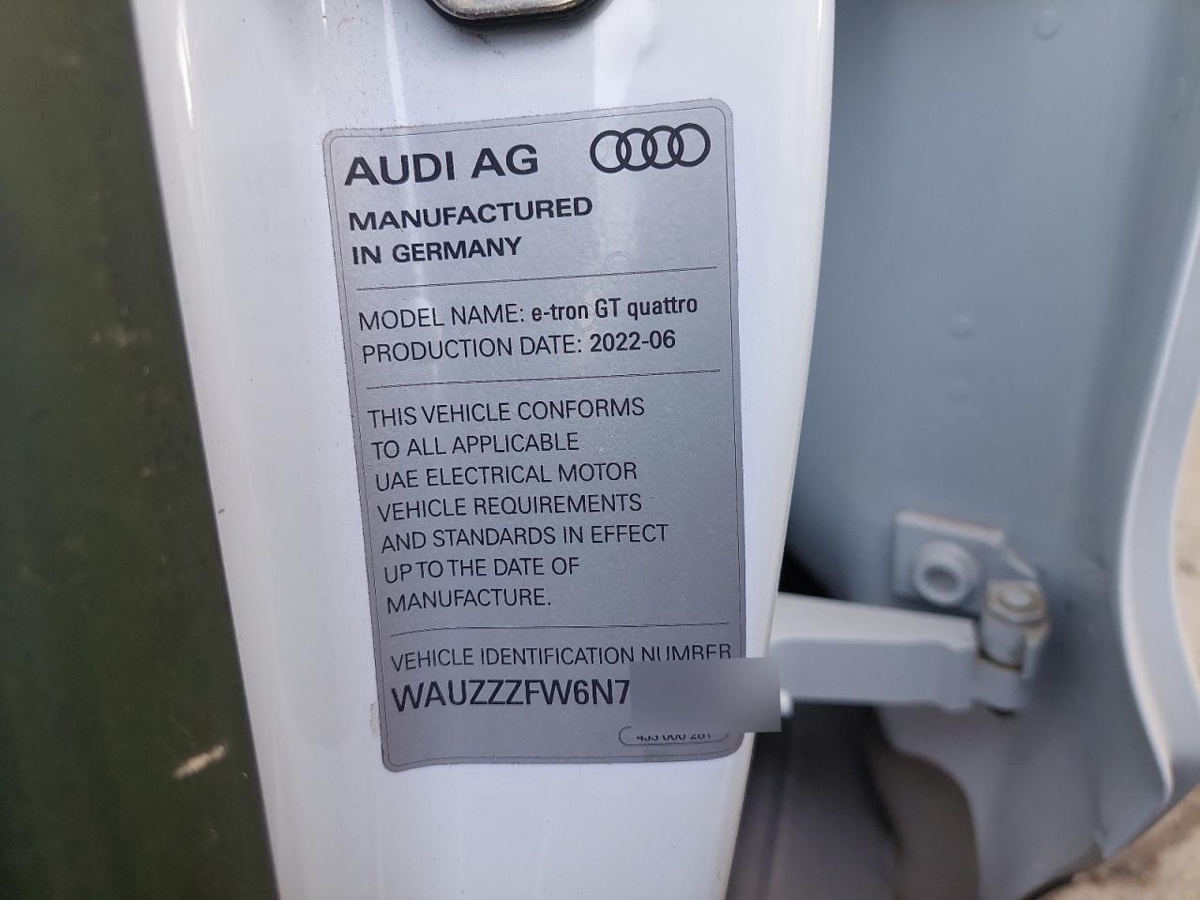 AUDI AG
MANUFACTURED
IN GERMANY
MODEL NAME: e-tron GT quattro
PRODUCTION DATE: 2022-06
THIS VEHICLE CONFORMS
TO ALL APPLICABLE
UAE ELECTRICAL MOTOR
VEHICLE REQUIREMENTS
AND STANDARDS IN EFFECT
UP TO THE DATE OF
MANUFACTURE.
VEHICLE IDENTIFICATION NUMBER
WAUZZZFW6N7